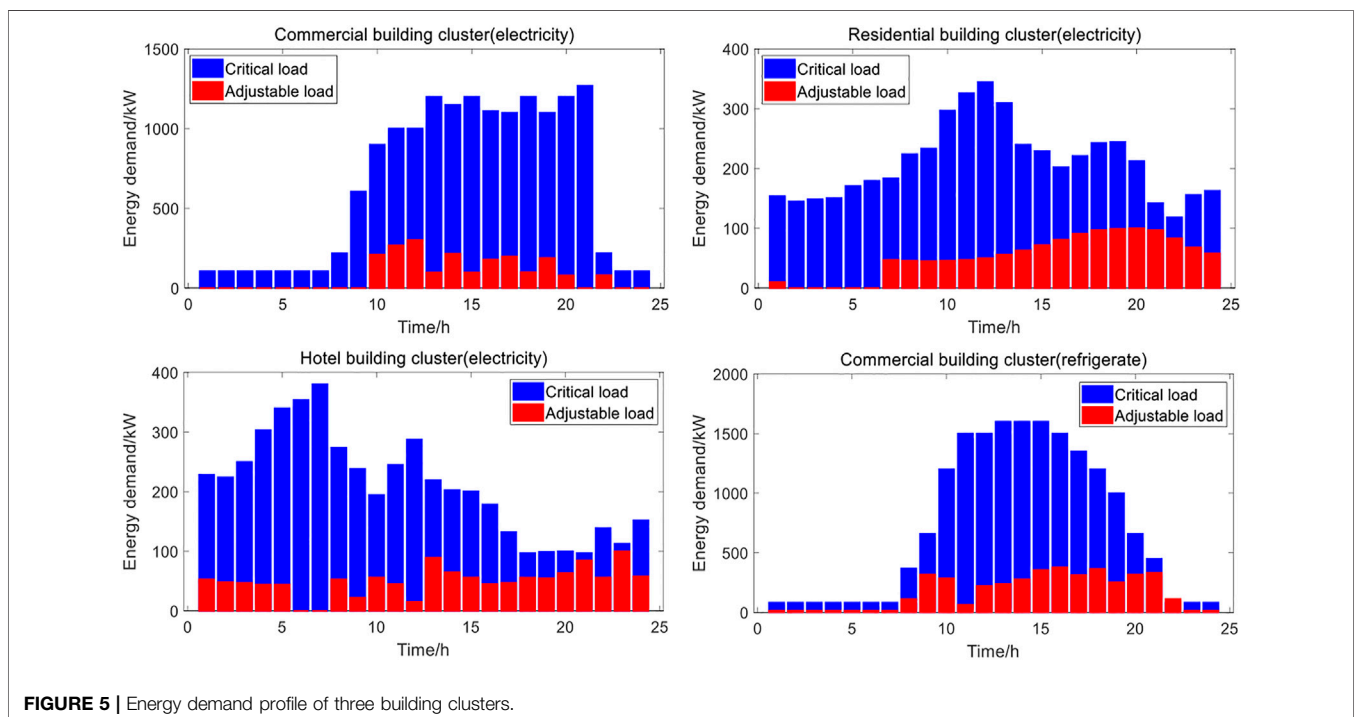 Commercial building cluster(electricity)
1500
1000
500
0
Energy demand/kW
Critical load
Adjustable load
0 5 10 15 20 25
Time/h
Residential building cluster(electricity)
400
300
200
100
0
Energy demand/kW
Critical load
Adjustable load
0 5 10 15 20 25
Time/h
Hotel building cluster(electricity)
400
300
200
100
0
Energy demand/kW
Critical load
Adjustable load
0 5 10 15 20 25
Time/h
Commercial building cluster(refrigerate)
2000
1500
1000
500
0
Energy demand/kW
Critical load
Adjustable load
0 5 10 15 20 25
Time/h
FIGURE 5 | Energy demand profile of three building clusters.